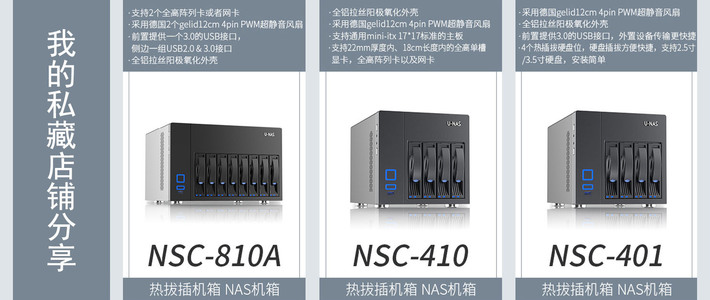 我的私藏店铺分享
·支持2个全高阵列卡或者网卡
·采用德国2个gelid12cm 4pin PWM超静音风扇
·前置提供一个3.0的USB接口，
侧边一组USB2.0 & 3.0接口
·全铝拉丝阳极氧化外壳
U-NAS
NSC-810A
热拔插机箱 NAS机箱
·全铝拉丝阳极氧化外壳
·采用德国gelid12cm 4pin PWM超静音风扇
·支持通用mini-itx 17*17标准的主板
·支持22mm厚度内、18cm长度内的全高单槽
显卡，全高阵列卡以及网卡
U-NAS
NSC-410
热拔插机箱 NAS机箱
·采用德国gelid12cm 4pin PWM超静音风扇
·全铝拉丝阳极氧化外壳
·前置提供3.0的USB接口，外置设备传输更快捷
·4个热插拔硬盘位，硬盘插拔方便快捷，支持2.5寸
/3.5寸硬盘，安装简单
U-NAS
NSC-401
热拔插机箱 NAS机箱